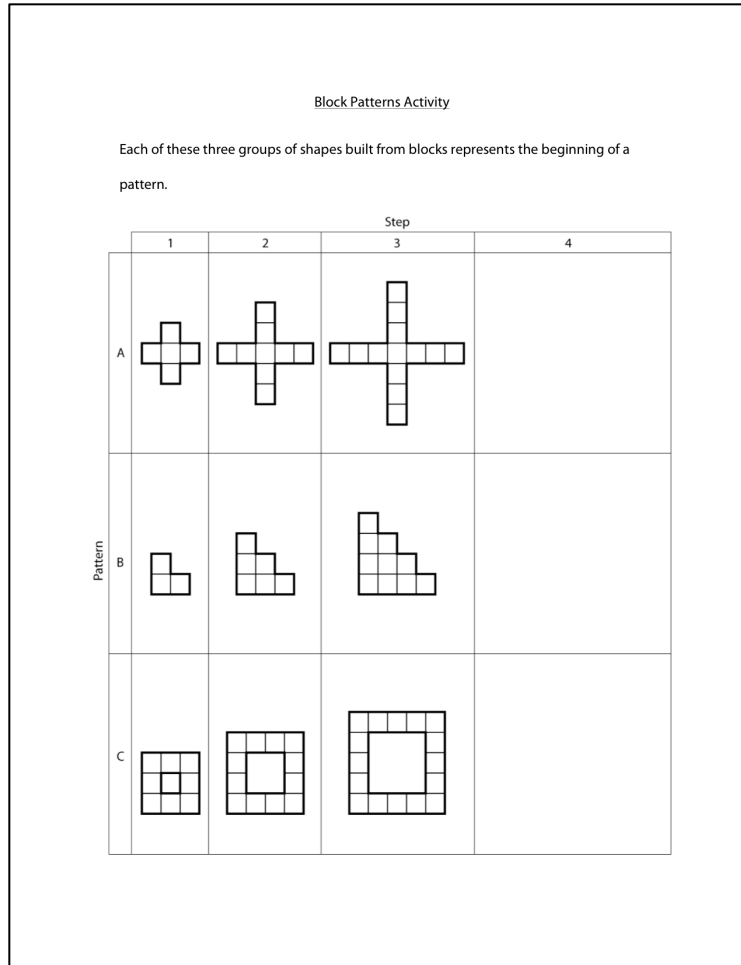 Block Patterns Activity
Each of these three groups of shapes built from blocks represents the beginning of a
pattern.
Step
1 2 3 4
A
Pattern
B
C